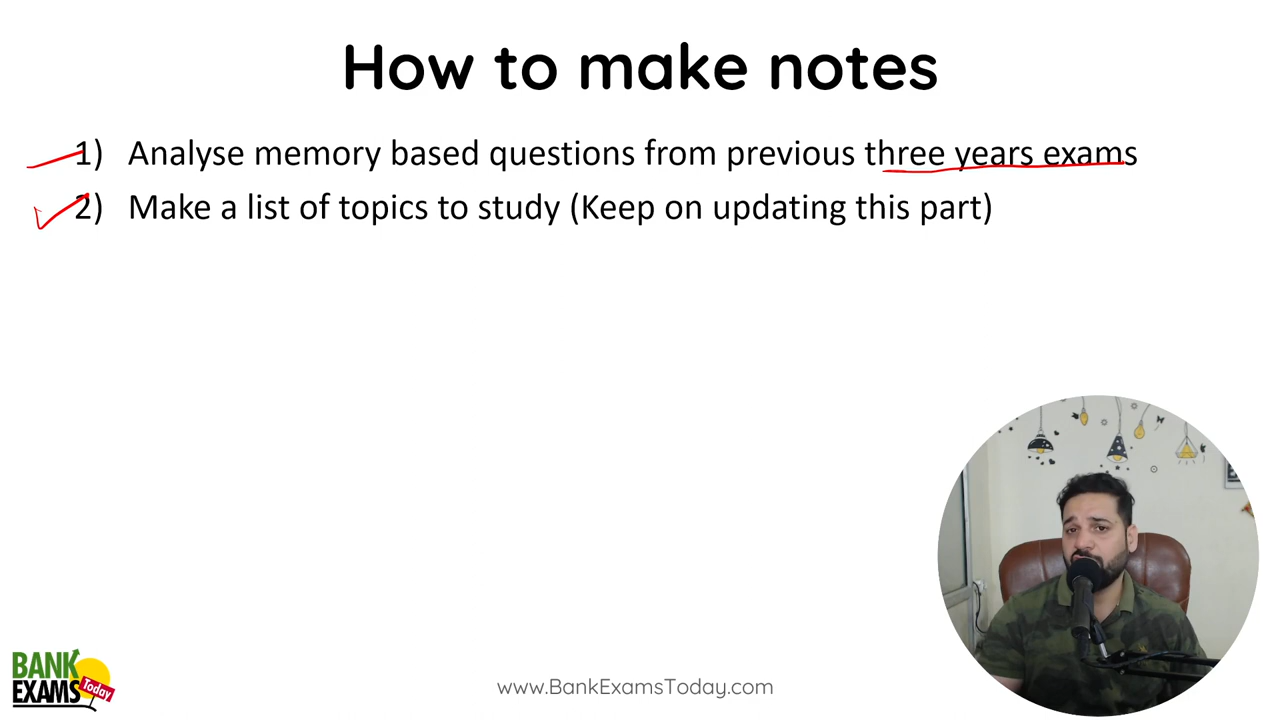 How to make notes
1) Analyse memory based questions from previous three years exams
2) Make a list of topics to study (Keep on updating this part)
BANK
EXAMS Today
www.BankExamsToday.com